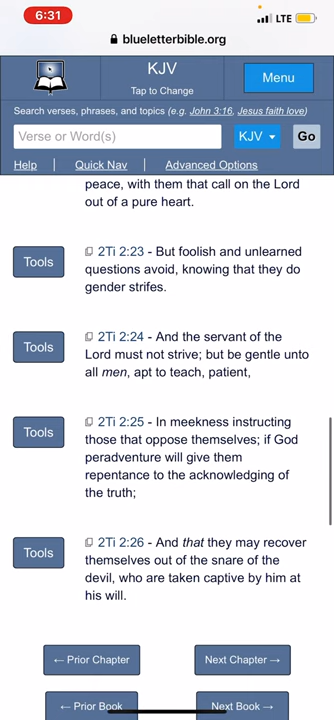 6:31
LTE
blueletterbible.org
KJV
Tap to Change
Menu
Search verses, phrases, and topics (e.g. John 3:16, Jesus faith love)
Verse or Word(s)
KJV
Go
Help
Quick Nav
Advanced Options
peace, with them that call on the Lord
out of a pure heart.
Tools
2Ti 2:23 - But foolish and unlearned
questions avoid, knowing that they do
gender strifes.
Tools
2Ti 2:24 - And the servant of the
Lord must not strive; but be gentle unto
all men, apt to teach, patient,
Tools
2Ti 2:25 - In meekness instructing
those that oppose themselves; if God
peradventure will give them
repentance to the acknowledging of
the truth;
Tools
2Ti 2:26 - And that they may recover
themselves out of the snare of the
devil, who are taken captive by him at
his will.
← Prior Chapter
Next Chapter →
← Prior Book
Next Book →